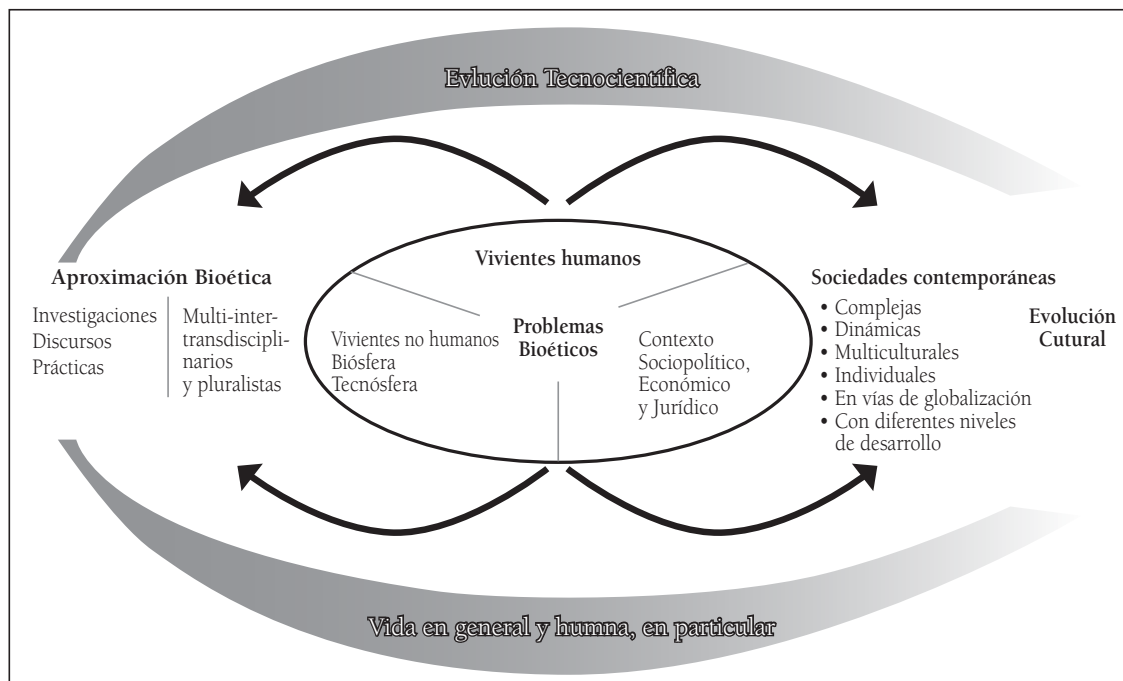 Evlución Tecnocientífica
Vivientes humanos
Aproximación Bioética
Investigaciones
Discursos
Prácticas
Multi-inter-
transdiscipli-
narios
y pluralistas
Vivientes no humanos
Biósfera
Tecnósfera
Problemas
Bioéticos
Contexto
Sociopolítico,
Económico
y Jurídico
Sociedades contemporáneas
• Complejas
• Dinámicas
• Multiculturales
• Individuales
• En vías de globalización
• Con diferentes niveles
de desarrollo
Evolución
Cutural
Vida en general y humna, en particular